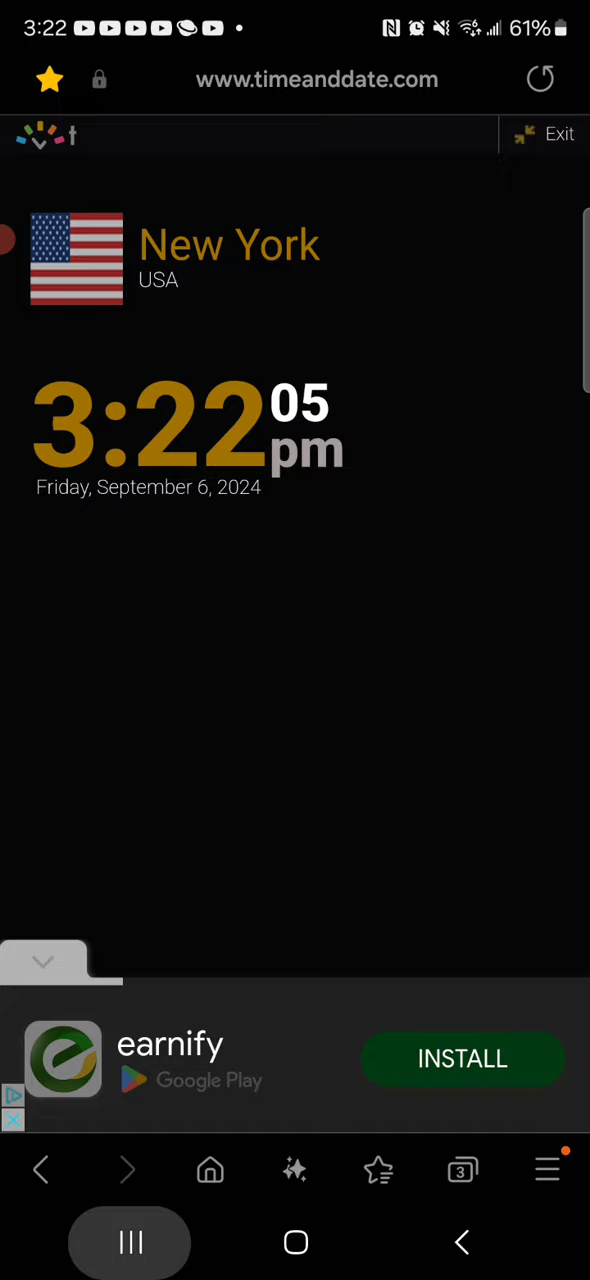 3:22 61%
www.timeanddate.com
t Exit
New York
USA
3:22 05 pm
Friday, September 6, 2024
earnify
Google Play
INSTALL
3